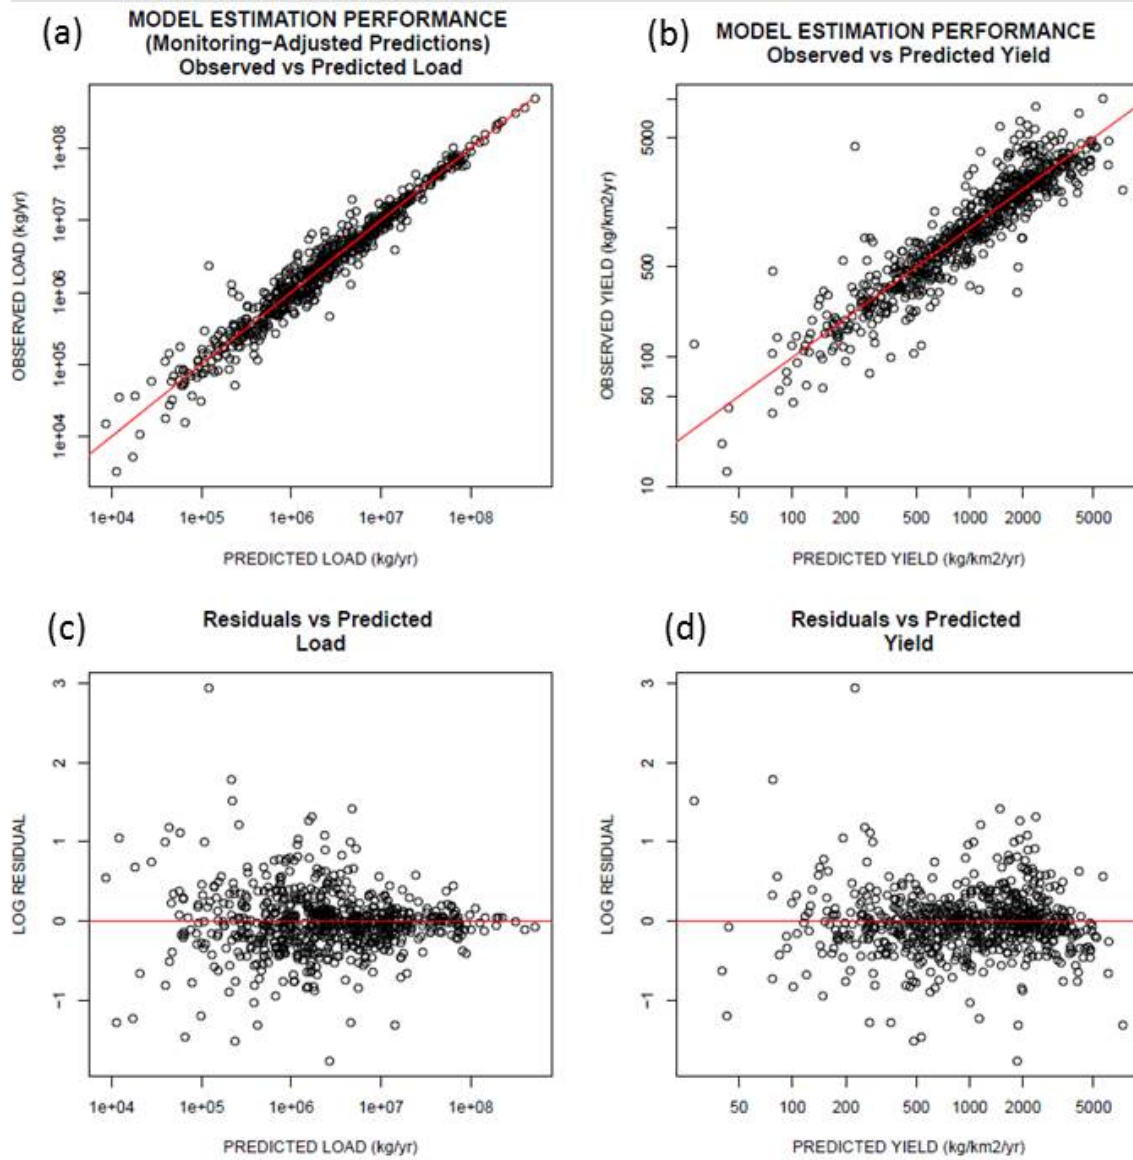 (a)
MODEL ESTIMATION PERFORMANCE
(Monitoring−Adjusted Predictions)
Observed vs Predicted Load
OBSERVED LOAD (kg/yr)
1e+08
1e+07
1e+06
1e+05
1e+04
1e+04 1e+05 1e+06 1e+07 1e+08
PREDICTED LOAD (kg/yr)
(b)
MODEL ESTIMATION PERFORMANCE
Observed vs Predicted Yield
OBSERVED YIELD (kg/km2/yr)
5000
500
100
50
10
50 100 200 500 1000 2000 5000
PREDICTED YIELD (kg/km2/yr)
(c)
Residuals vs Predicted
Load
LOG RESIDUAL
3
2
1
0
−1
1e+04 1e+05 1e+06 1e+07 1e+08
PREDICTED LOAD (kg/yr)
(d)
Residuals vs Predicted
Yield
LOG RESIDUAL
3
2
1
0
−1
50 100 200 500 1000 2000 5000
PREDICTED YIELD (kg/km2/yr)